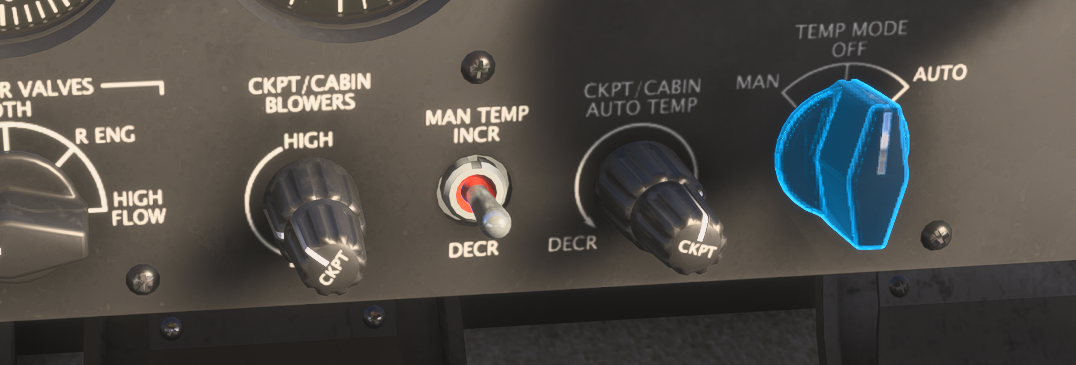 R VALVES
OTH
R ENG
HIGH
FLOW
CKPT/CABIN
BLOWERS
HIGH
CKPT
MAN TEMP
INCR
DECR
CKPT/CABIN
AUTO TEMP
DECR
CKPT
TEMP MODE
OFF
MAN
AUTO